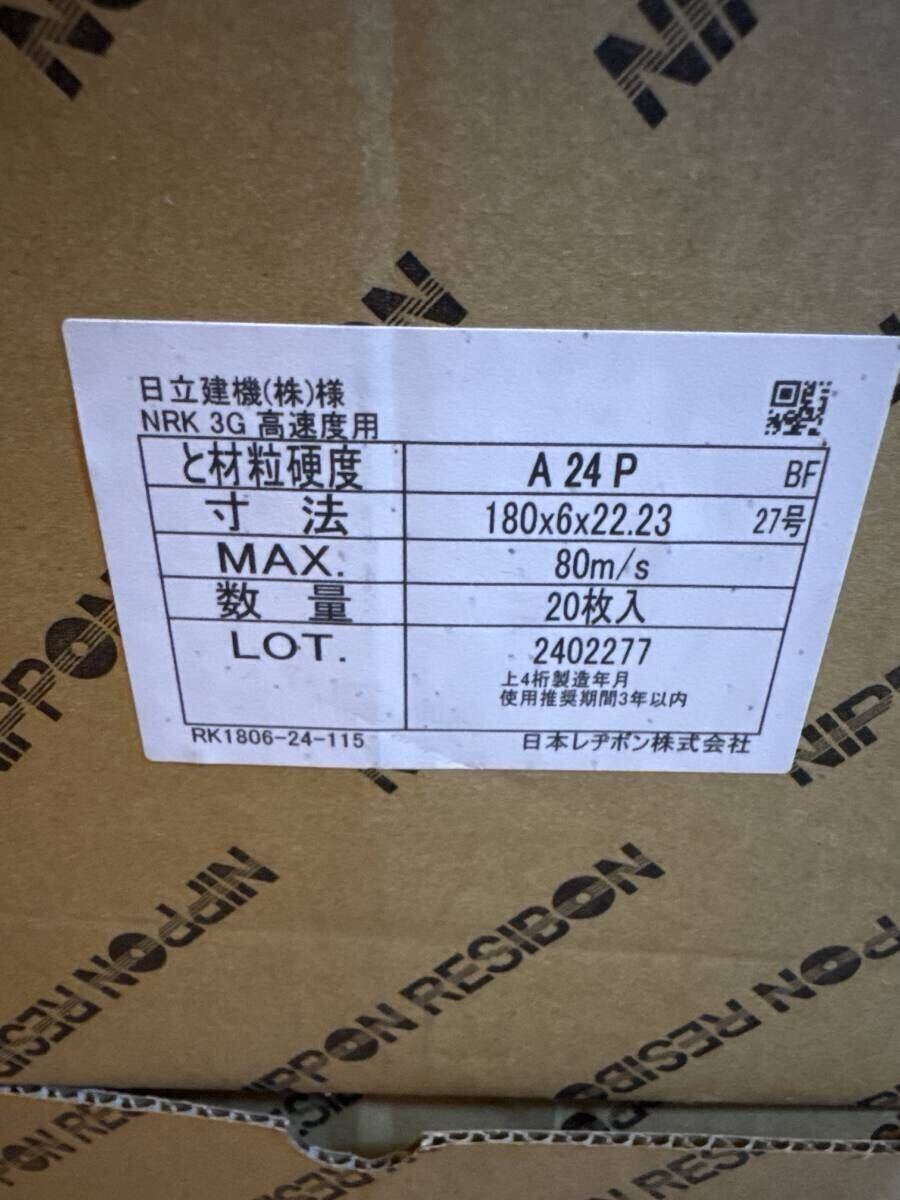 日立建機(株)様
NRK 3G 高速度用
と材粒硬度 A 24 P BF
寸 法 180x6x22.23 27号
MAX. 80m/s
数 量 20枚入
LOT. 2402277
上4桁製造年月
使用推奨期間3年以内
RK1806-24-115 日本レヂボン株式会社
NIPPON RESIBON
NIPPON RESIBON
NIPPON RESIBON